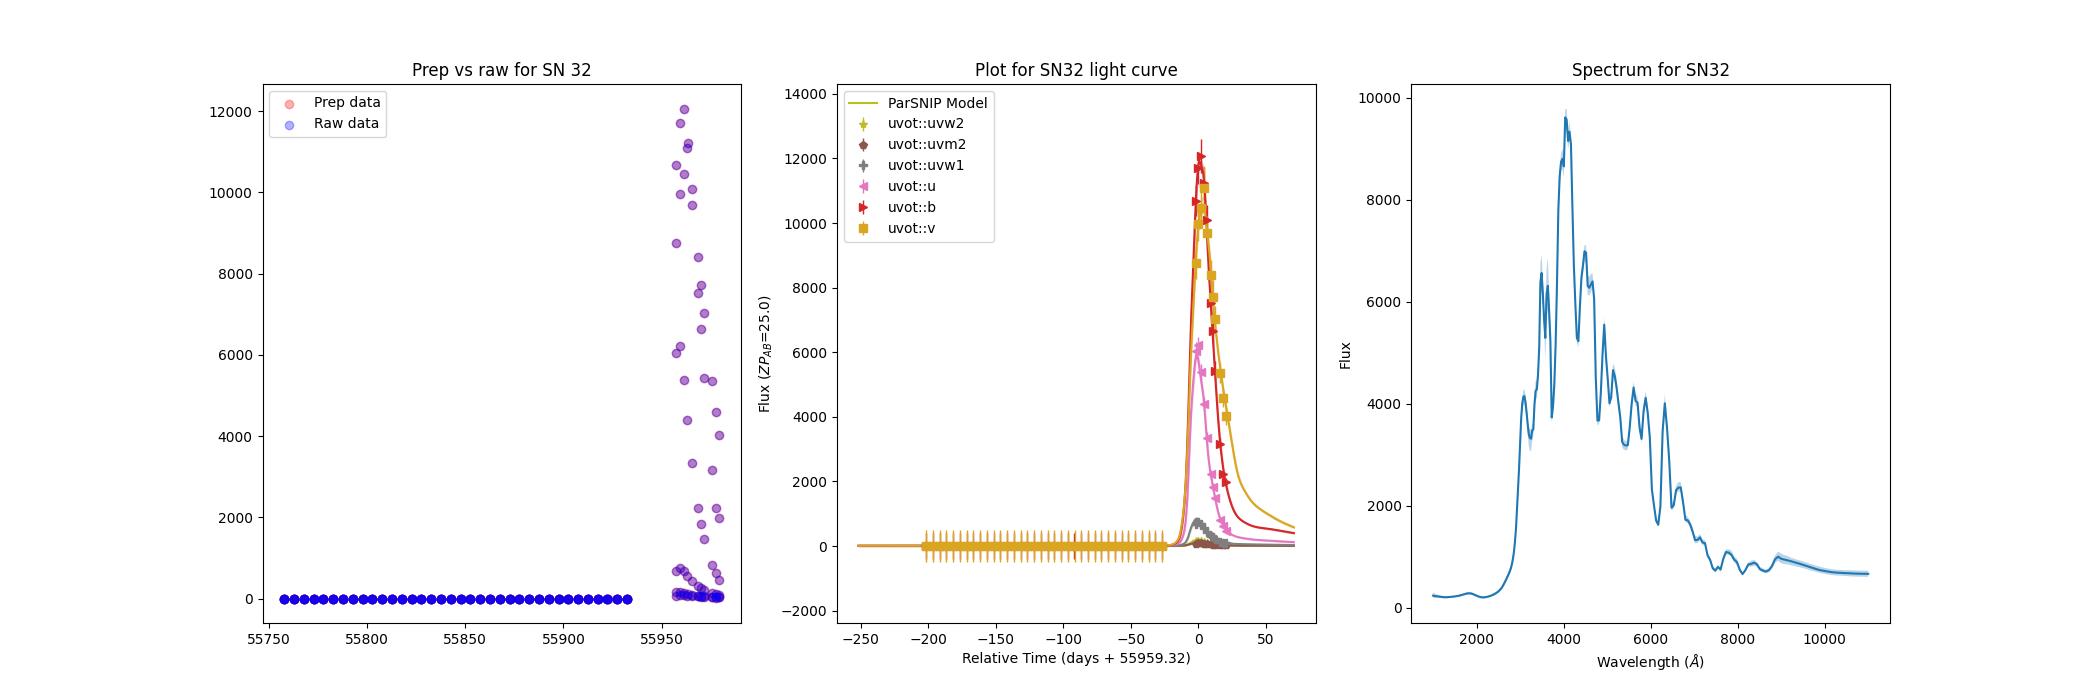 Prep vs raw for SN 32
Prep data
Raw data
12000
10000
8000
6000
4000
2000
0
55750
55800
55850
55900
55950
Plot for SN32 light curve
ParSNIP Model
uvot::uvw2
uvot::uvm2
uvot::uvw1
uvot::u
uvot::b
uvot::v
Flux (ZP_AB=25.0)
14000
12000
10000
8000
6000
4000
2000
0
−2000
−250
−200
−150
−100
−50
0
50
Relative Time (days + 55959.32)
Spectrum for SN32
Flux
10000
8000
6000
4000
2000
0
2000
4000
6000
8000
10000
Wavelength (Å)